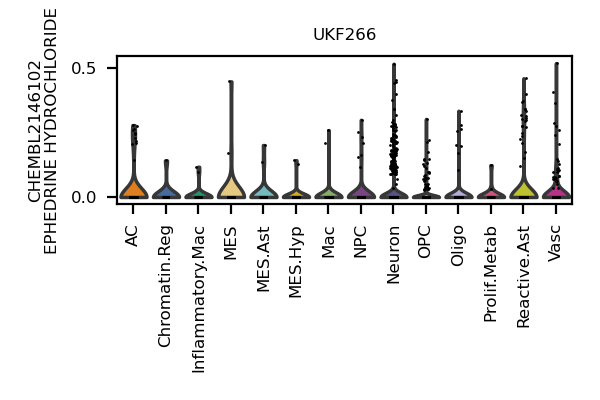 UKF266
CHEMBL2146102
EPHEDRINE HYDROCHLORIDE
0.5
0.0
AC
Chromatin.Reg
Inflammatory.Mac
MES
MES.Ast
MES.Hyp
Mac
NPC
Neuron
OPC
Oligo
Prolif.Metab
Reactive.Ast
Vasc